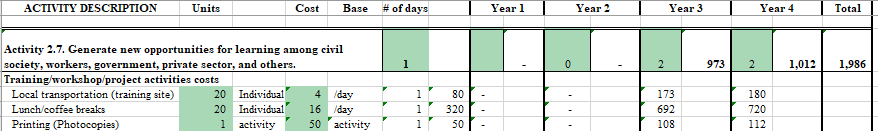 ACTIVITY DESCRIPTION Units Cost Base # of days Year 1 Year 2 Year 3 Year 4 Total
Activity 2.7. Generate new opportunities for learning among civil
society, workers, government, private sector, and others. 1 - 0 - 2 973 2 1,012 1,986
Training/workshop/project activities costs
Local transportation (training site) 20 Individual 4 /day 1 80 - - 173 180
Lunch/coffee breaks 20 Individual 16 /day 1 320 - - 692 720
Printing (Photocopies) 1 activity 50 activity 1 50 - - 108 112